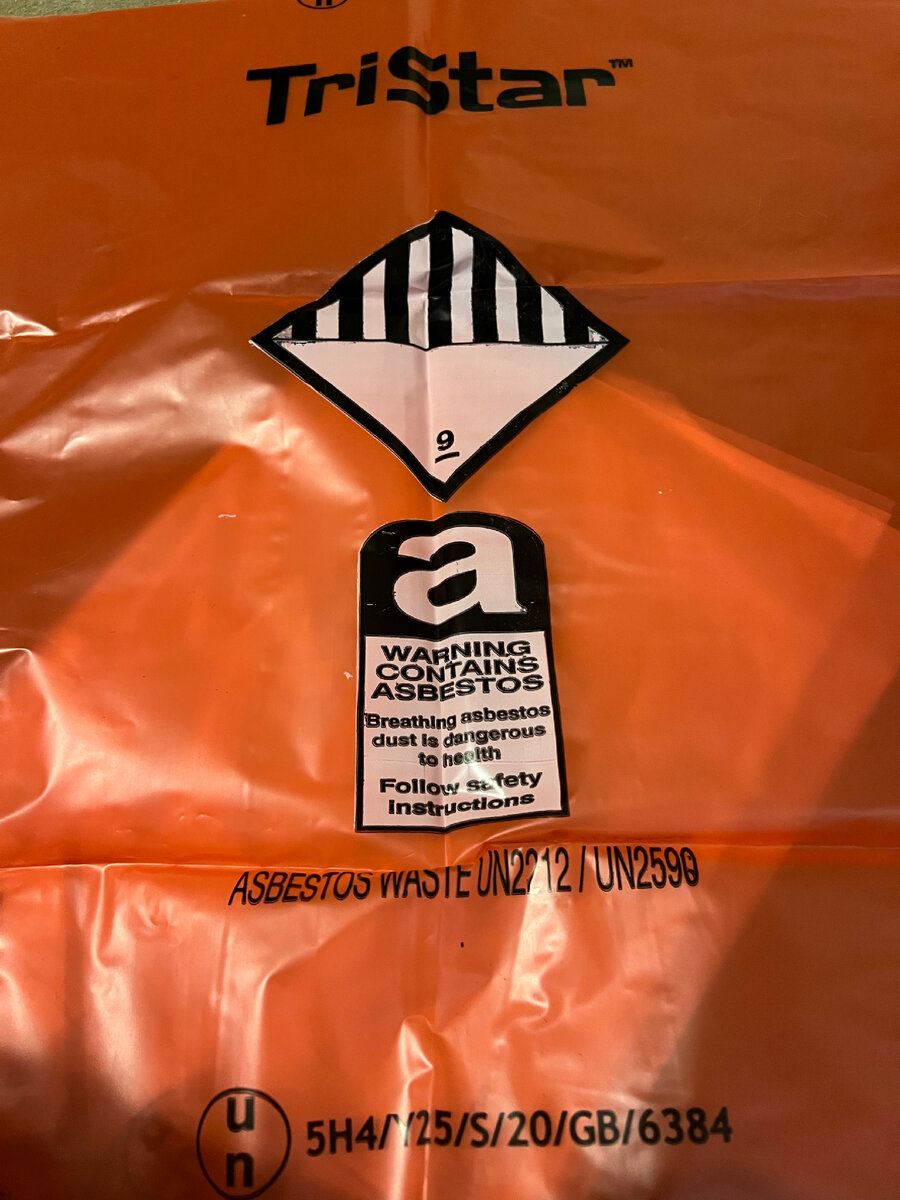 TriStar™
9
a
WARNING
CONTAINS
ASBESTOS
Breathing asbestos
dust is dangerous
to health
Follow safety
instructions
ASBESTOS WASTE UN2212 / UN2590
u
n
5H4/Y25/S/20/GB/6384